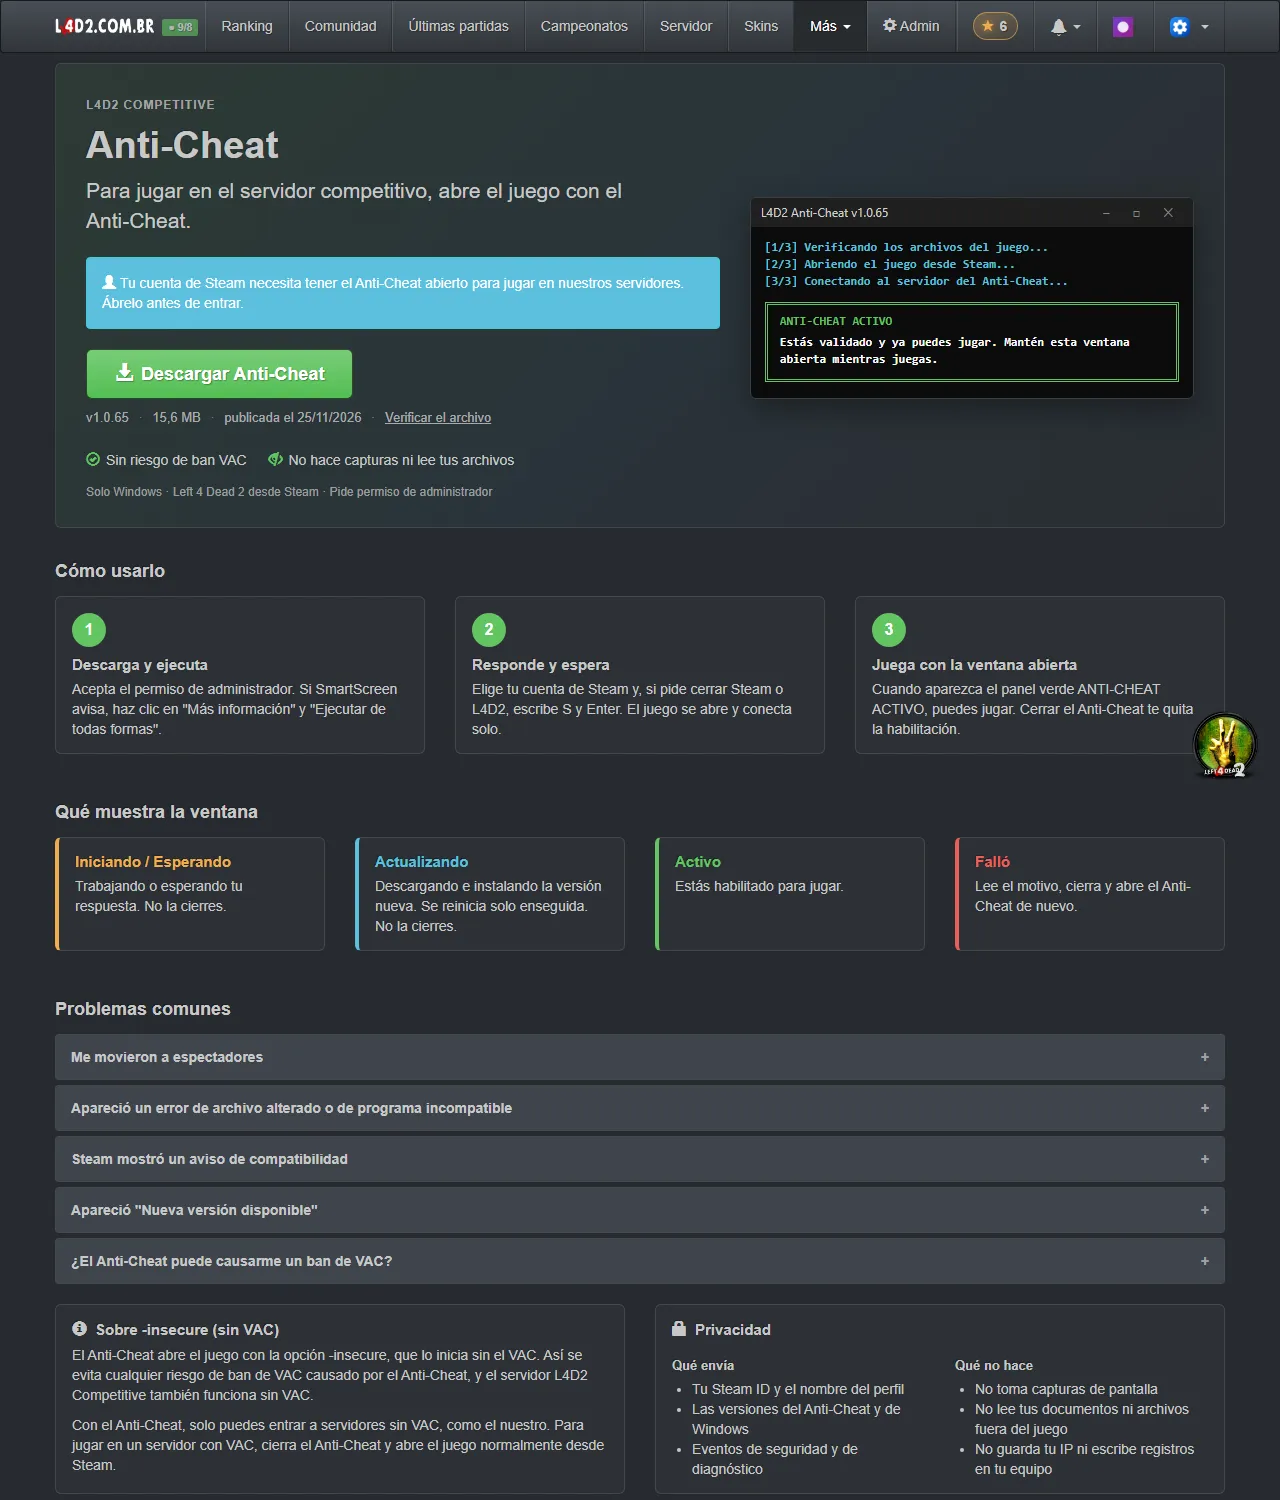 L4D2.COM.BR
9/8
Ranking
Comunidad
Últimas partidas
Campeonatos
Servidor
Skins
Más
Admin
6
L4D2 COMPETITIVE
Anti-Cheat
Para jugar en el servidor competitivo, abre el juego con el
Anti-Cheat.
Tu cuenta de Steam necesita tener el Anti-Cheat abierto para jugar en nuestros servidores.
Ábrelo antes de entrar.
Descargar Anti-Cheat
v1.0.65 · 15,6 MB · publicada el 25/11/2026 · Verificar el archivo
Sin riesgo de ban VAC
No hace capturas ni lee tus archivos
Solo Windows · Left 4 Dead 2 desde Steam · Pide permiso de administrador
L4D2 Anti-Cheat v1.0.65
[1/3] Verificando los archivos del juego...
[2/3] Abriendo el juego desde Steam...
[3/3] Conectando al servidor del Anti-Cheat...
ANTI-CHEAT ACTIVO
Estás validado y ya puedes jugar. Mantén esta ventana
abierta mientras juegas.
Cómo usarlo
1
Descarga y ejecuta
Acepta el permiso de administrador. Si SmartScreen
avisa, haz clic en "Más información" y "Ejecutar de
todas formas".
2
Responde y espera
Elige tu cuenta de Steam y, si pide cerrar Steam o
L4D2, escribe S y Enter. El juego se abre y conecta
solo.
3
Juega con la ventana abierta
Cuando aparezca el panel verde ANTI-CHEAT
ACTIVO, puedes jugar. Cerrar el Anti-Cheat te quita
la habilitación.
LEFT 4 DEAD 2
Qué muestra la ventana
Iniciando / Esperando
Trabajando o esperando tu
respuesta. No la cierres.
Actualizando
Descargando e instalando la versión
nueva. Se reinicia solo enseguida.
No la cierres.
Activo
Estás habilitado para jugar.
Falló
Lee el motivo, cierra y abre el Anti-
Cheat de nuevo.
Problemas comunes
Me movieron a espectadores +
Apareció un error de archivo alterado o de programa incompatible +
Steam mostró un aviso de compatibilidad +
Apareció "Nueva versión disponible" +
¿El Anti-Cheat puede causarme un ban de VAC? +
Sobre -insecure (sin VAC)
El Anti-Cheat abre el juego con la opción -insecure, que lo inicia sin el VAC. Así se
evita cualquier riesgo de ban de VAC causado por el Anti-Cheat, y el servidor L4D2
Competitive también funciona sin VAC.
Con el Anti-Cheat, solo puedes entrar a servidores sin VAC, como el nuestro. Para
jugar en un servidor con VAC, cierra el Anti-Cheat y abre el juego normalmente desde
Steam.
Privacidad
Qué envía
• Tu Steam ID y el nombre del perfil
• Las versiones del Anti-Cheat y de
Windows
• Eventos de seguridad y de
diagnóstico
Qué no hace
• No toma capturas de pantalla
• No lee tus documentos ni archivos
fuera del juego
• No guarda tu IP ni escribe registros
en tu equipo